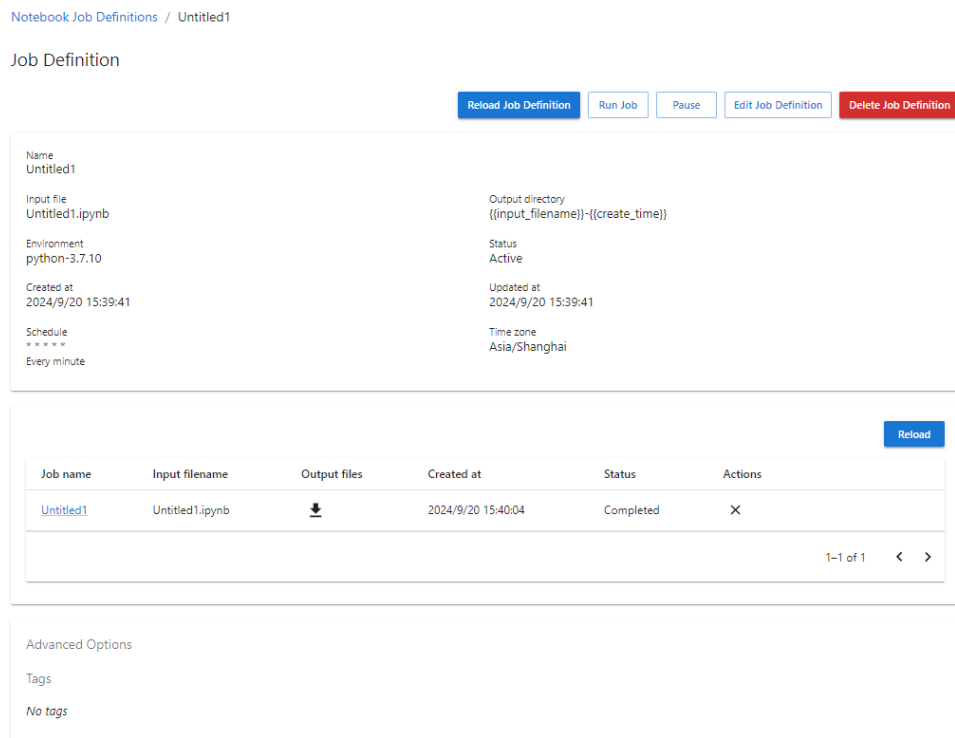 Notebook Job Definitions / Untitled1
Job Definition
Reload Job Definition Run Job Pause Edit Job Definition Delete Job Definition
Name
Untitled1
Input file Output directory
Untitled1.ipynb {{input_filename}}-{{create_time}}
Environment Status
python-3.7.10 Active
Created at Updated at
2024/9/20 15:39:41 2024/9/20 15:39:41
Schedule Time zone
* * * * * Asia/Shanghai
Every minute
Reload
Job name Input filename Output files Created at Status Actions
Untitled1 Untitled1.ipynb 2024/9/20 15:40:04 Completed
1–1 of 1
Advanced Options
Tags
No tags